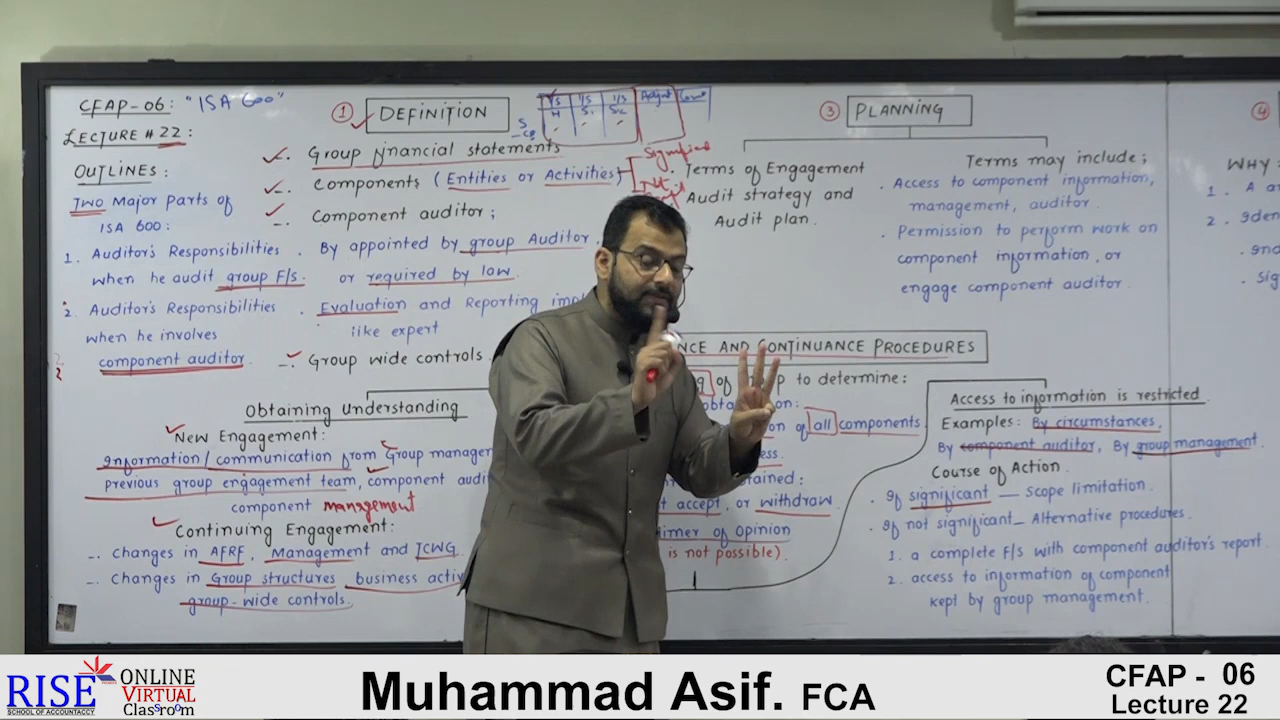 CFAP-06: "ISA 600"
LECTURE # 22:
OUTLINES:
TWO Major parts of
ISA 600:
1. Auditor's Responsibilities
when he audit group F/s.
2. Auditor's Responsibilities
when he involves
component auditor.
① DEFINITION
-. Group financial statements
-. Components (Entities or Activities)
-. Component auditor;
. By appointed by group Auditor.
or required by low.
. Evaluation and Reporting
like expert
-. Group wide controls.
Adjust
③ PLANNING
. Terms of Engagement
Audit strategy and
Audit plan.
Terms may include;
. Access to component information,
management, auditor.
. Permission to perform work on
component information, or
engage component auditor.
④
WHY
1. A
2. Iden
Obtaining Understanding
New Engagement:
Information/communication from Group
previous group engagement team, component
component management
Continuing Engagement:
-. Changes in AFRF, Management and TCWG.
-. Changes in Group structures business
group-wide controls.
AND CONTINUANCE PROCEDURES
of to determine:
of all components
accept, or withdraw
of opinion
is not possible).
Access to information is restricted
Examples: By circumstances,
By component auditor, By group management.
Course of Action.
. If significant — Scope limitation.
. If not significant — Alternative procedures.
1. a complete F/s with component auditor's report.
2. access to information of component
kept by group management.
RISE
SCHOOL OF ACCOUNTANCY
ONLINE
VIRTUAL
Classroom
Muhammad Asif. FCA
CFAP - 06
Lecture 22